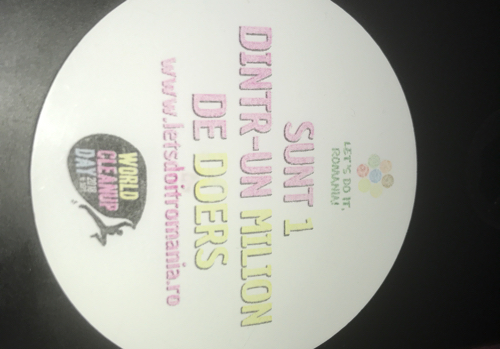 LET'S DO IT,
ROMANIA!
SUNT 1
DINTR-UN MILION
DE DOERS
www.letsdoitromania.ro
WORLD
CLEANUP
DAY